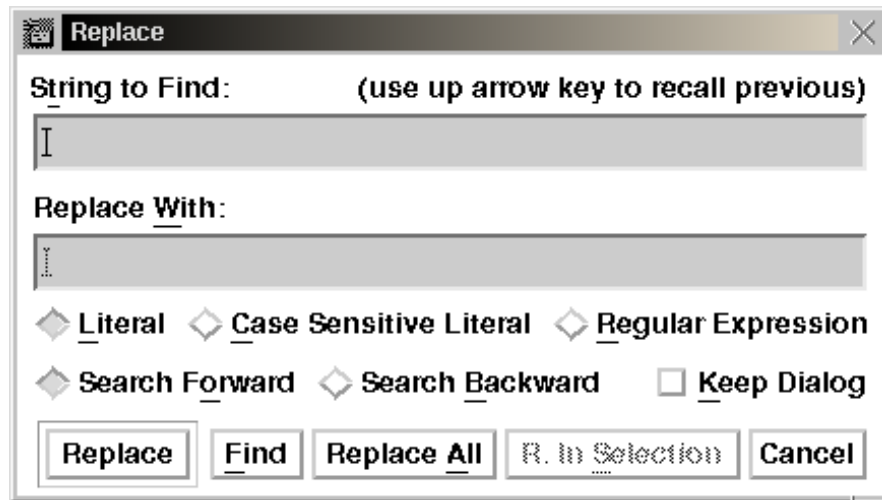 Replace
String to Find: (use up arrow key to recall previous)
Replace With:
Literal Case Sensitive Literal Regular Expression
Search Forward Search Backward Keep Dialog
Replace Find Replace All R. In Selection Cancel